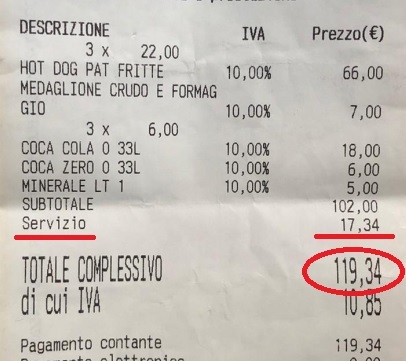 DESCRIZIONE IVA Prezzo(€)
3 x 22,00
HOT DOG PAT FRITTE 10,00% 66,00
MEDAGLIONE CRUDO E FORMAG
GIO 10,00% 7,00
3 x 6,00
COCA COLA 0 33L 10,00% 18,00
COCA ZERO 0 33L 10,00% 6,00
MINERALE LT 1 10,00% 5,00
SUBTOTALE 102,00
Servizio 17,34
TOTALE COMPLESSIVO 119,34
di cui IVA 10,85
Pagamento contante 119,34